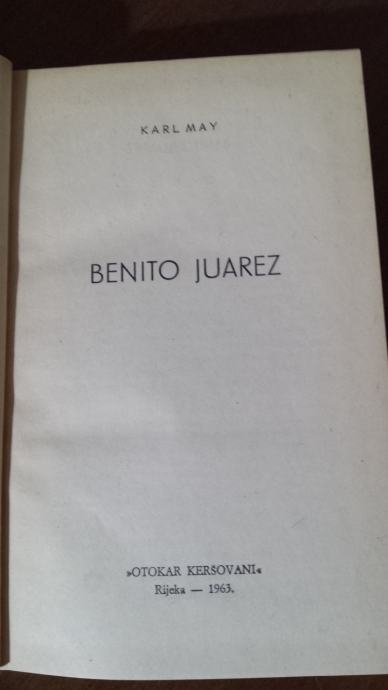 KARL MAY
BENITO JUAREZ
»OTOKAR KERŠOVANI«
Rijeka — 1963.